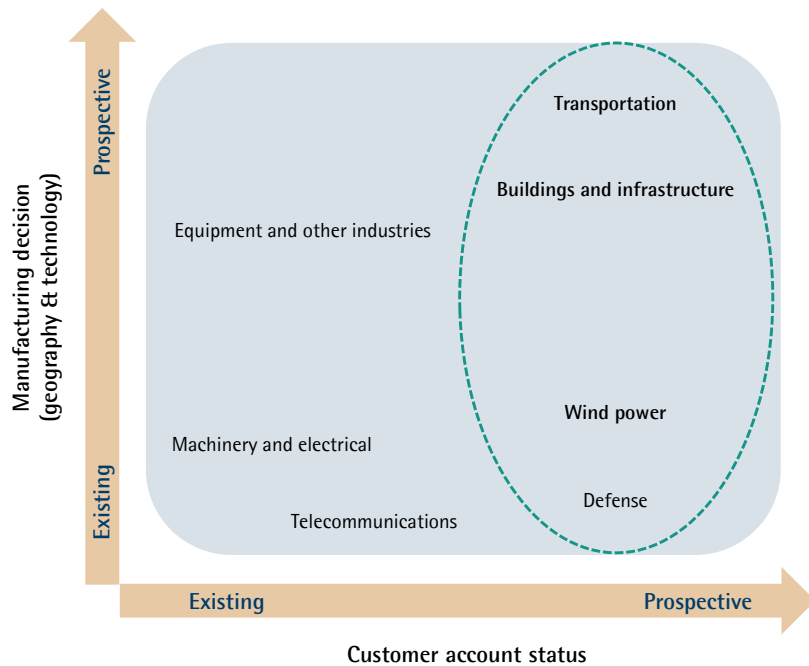 Prospective
Existing
Manufacturing decision
(geography & technology)
Transportation
Buildings and infrastructure
Equipment and other industries
Wind power
Machinery and electrical
Defense
Telecommunications
Existing
Prospective
Customer account status